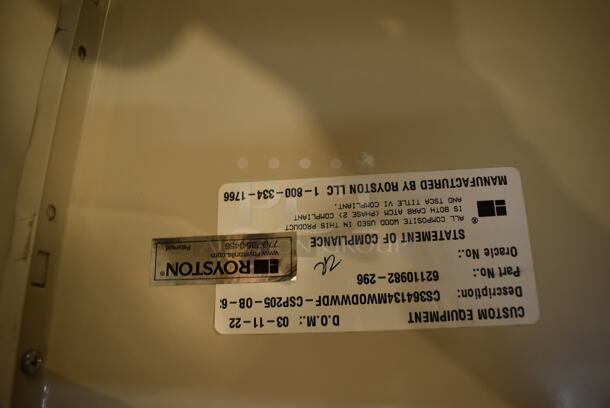 CUSTOM EQUIPMENT D.O.M.: 03-11-22
Description: CS364134MWODWWDF-CSP205-OB-6
Part No.: 62110982-296
Oracle No.:
STATEMENT OF COMPLIANCE
ALL COMPOSITE WOOD USED IN THIS PRODUCT
IS BOTH CARB ATCM (PHASE 2) COMPLIANT
AND TSCA TITLE VI COMPLIANT.
MANUFACTURED BY ROYSTON LLC 1-800-334-1766
ROYSTON®
www.roystonllc.com